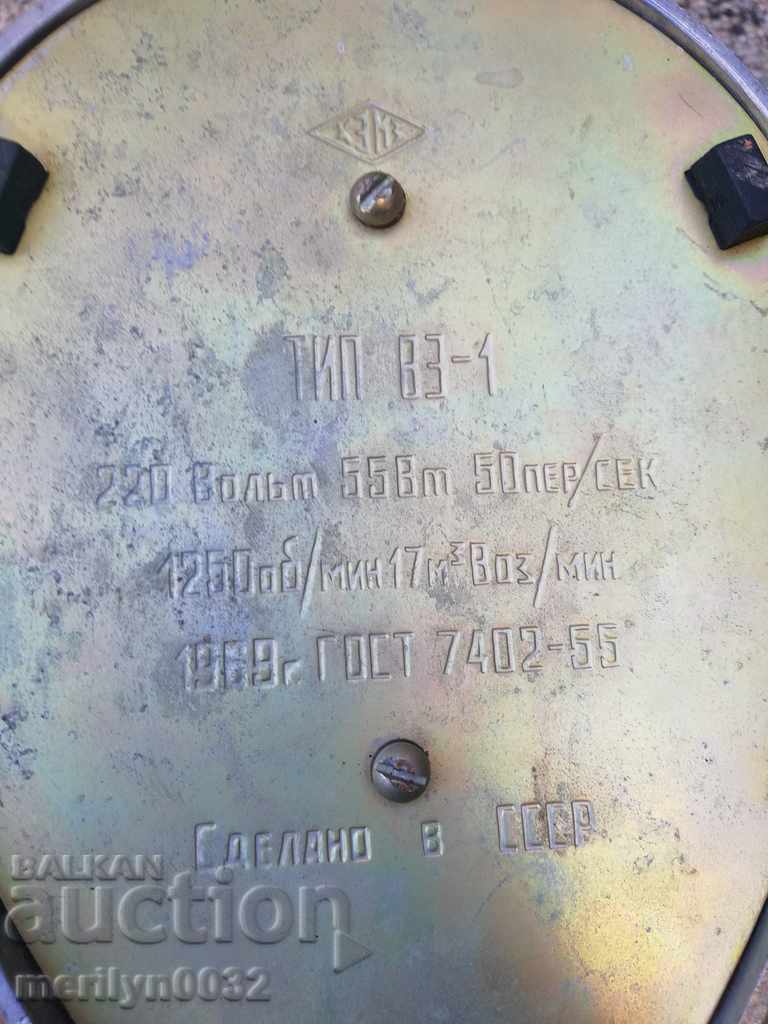 ТИП ВЭ-1
220 Вольт 55Вт 50пер/сек
1250об/мин 17м³Воз/мин
1969г. ГОСТ 7402-55
Сделано в СССР
BALKAN
auction
merilyn0032